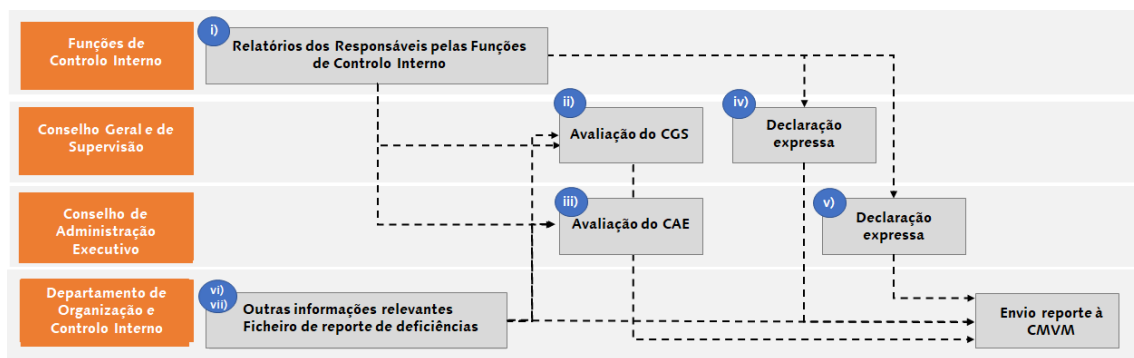 Funções de
Controlo Interno
i)
Relatórios dos Responsáveis pelas Funções
de Controlo Interno
Conselho Geral e de
Supervisão
ii)
Avaliação do CGS
iv)
Declaração
expressa
Conselho de
Administração
Executivo
iii)
Avaliação do CAE
v)
Declaração
expressa
Departamento de
Organização e
Controlo Interno
vi)
vii)
Outras informações relevantes
Ficheiro de reporte de deficiências
Envio reporte à
CMVM